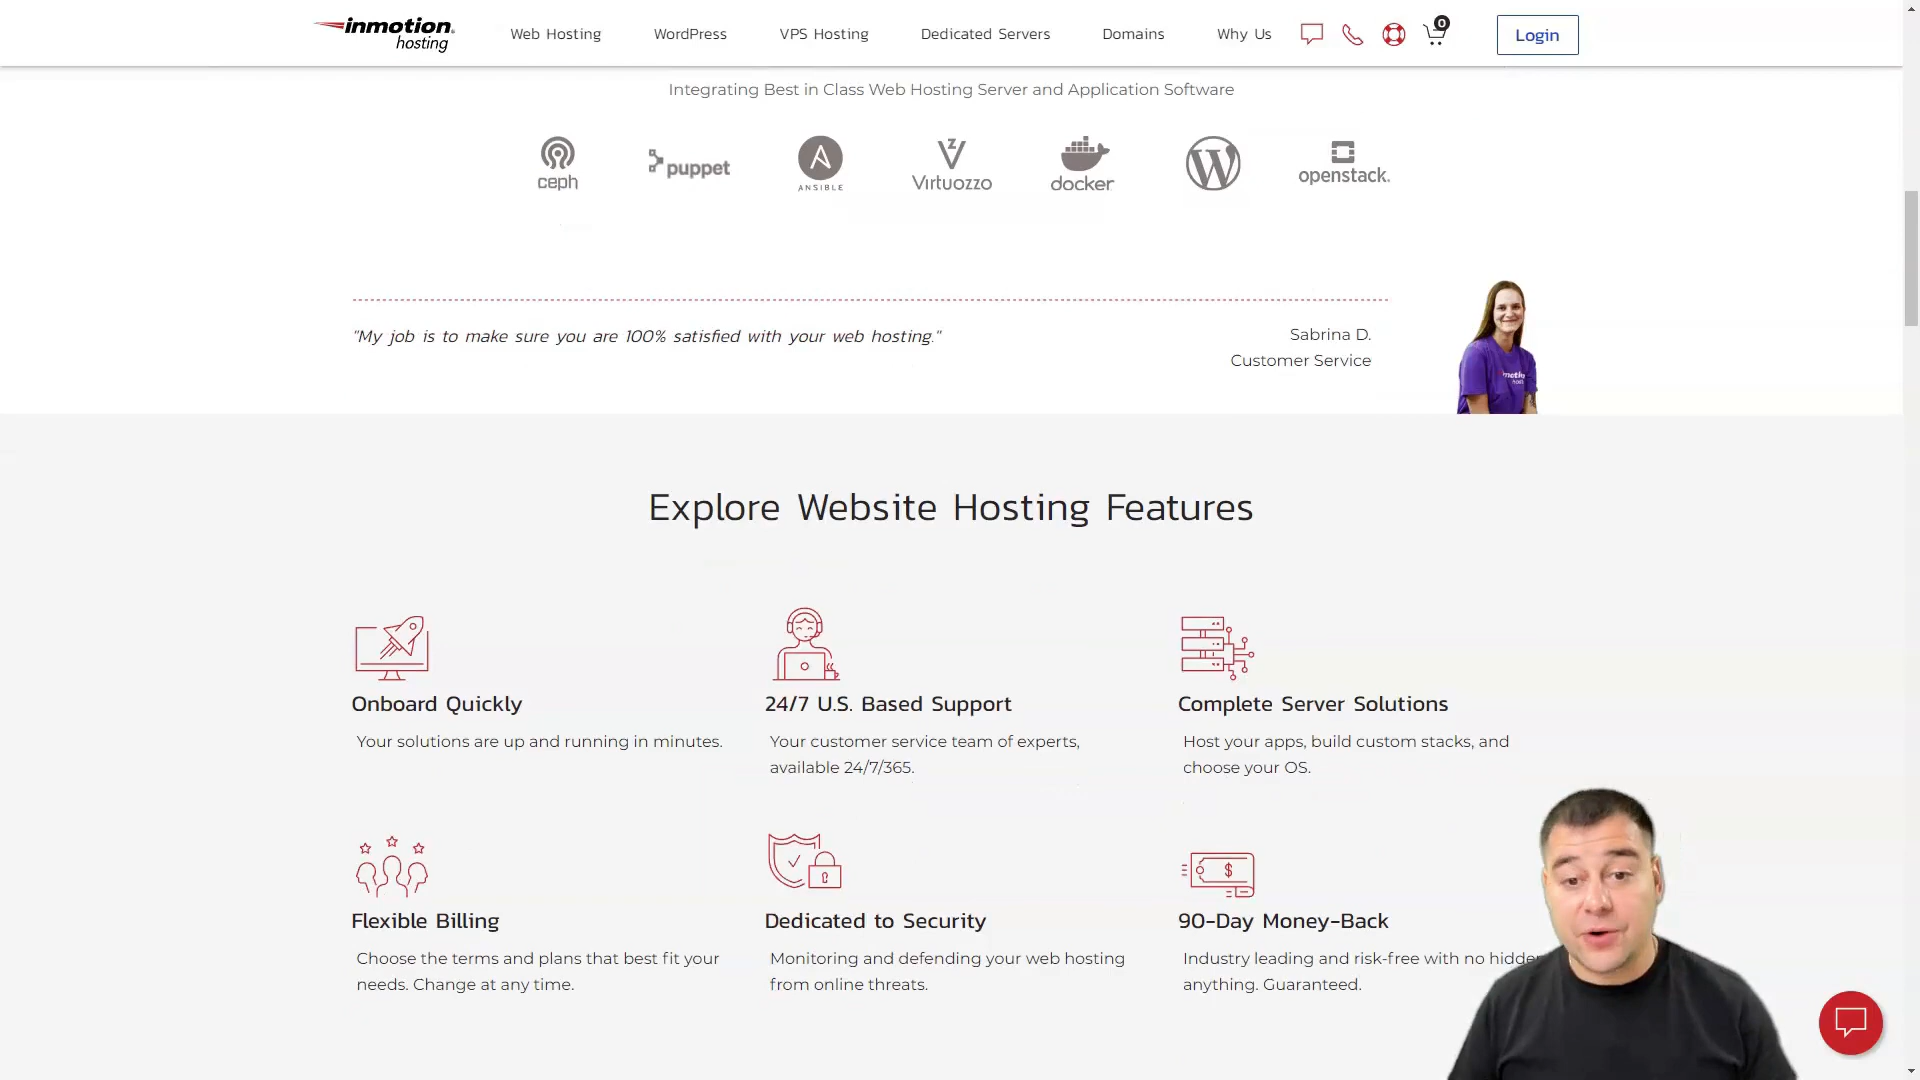 inmotion
hosting
Web Hosting
WordPress
VPS Hosting
Dedicated Servers
Domains
Why Us
0
Login
Integrating Best in Class Web Hosting Server and Application Software
ceph
puppet
ANSIBLE
Virtuozzo
docker
openstack.
"My job is to make sure you are 100% satisfied with your web hosting."
Sabrina D.
Customer Service
Explore Website Hosting Features
Onboard Quickly
Your solutions are up and running in minutes.
24/7 U.S. Based Support
Your customer service team of experts,
available 24/7/365.
Complete Server Solutions
Host your apps, build custom stacks, and
choose your OS.
Flexible Billing
Choose the terms and plans that best fit your
needs. Change at any time.
Dedicated to Security
Monitoring and defending your web hosting
from online threats.
90-Day Money-Back
Industry leading and risk-free with no hidden
anything. Guaranteed.